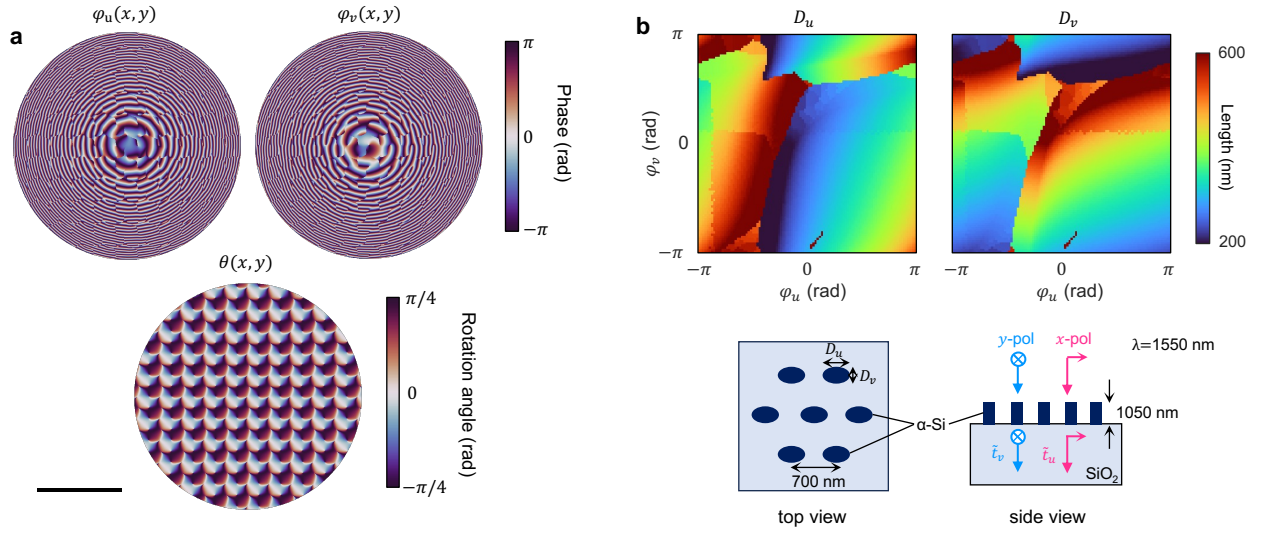 a
φᵤ(x, y)
φᵥ(x, y)
π
0
−π
Phase (rad)
θ(x, y)
π/4
0
−π/4
Rotation angle (rad)
b
Dᵤ
Dᵥ
π
0
−π
φᵥ (rad)
−π 0 π
φᵤ (rad)
−π 0 π
φᵤ (rad)
600
200
Length (nm)
Dᵤ
Dᵥ
α-Si
700 nm
top view
y-pol
x-pol
λ=1550 nm
1050 nm
t̃ᵥ
t̃ᵤ
SiO₂
side view